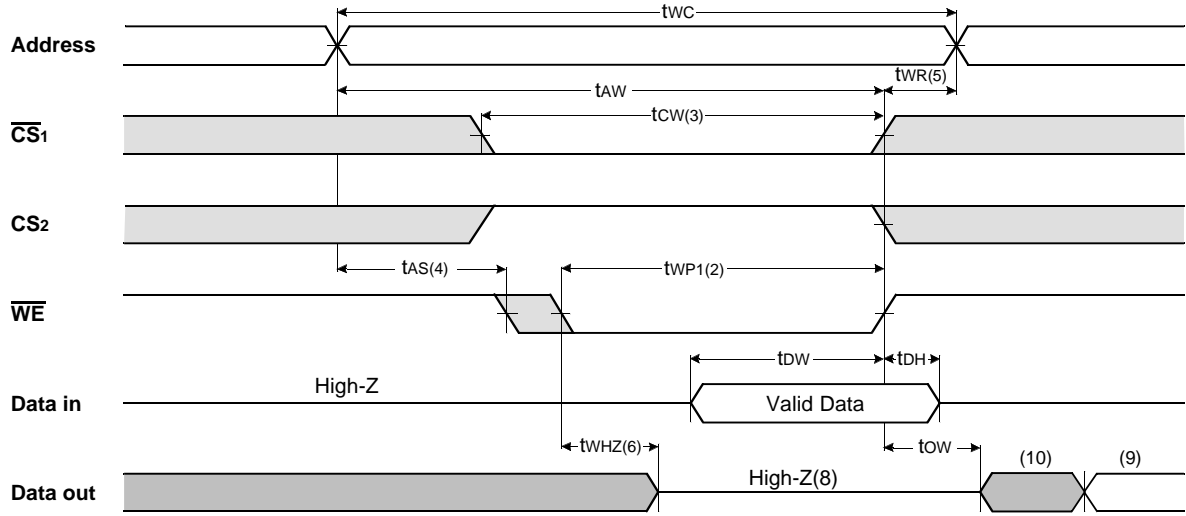 tWC
Address
tWR(5)
tAW
tCW(3)
CS1
CS2
tAS(4)
tWP1(2)
WE
tDW
tDH
High-Z
Data in
Valid Data
tWHZ(6)
tOW
(10)
(9)
High-Z(8)
Data out